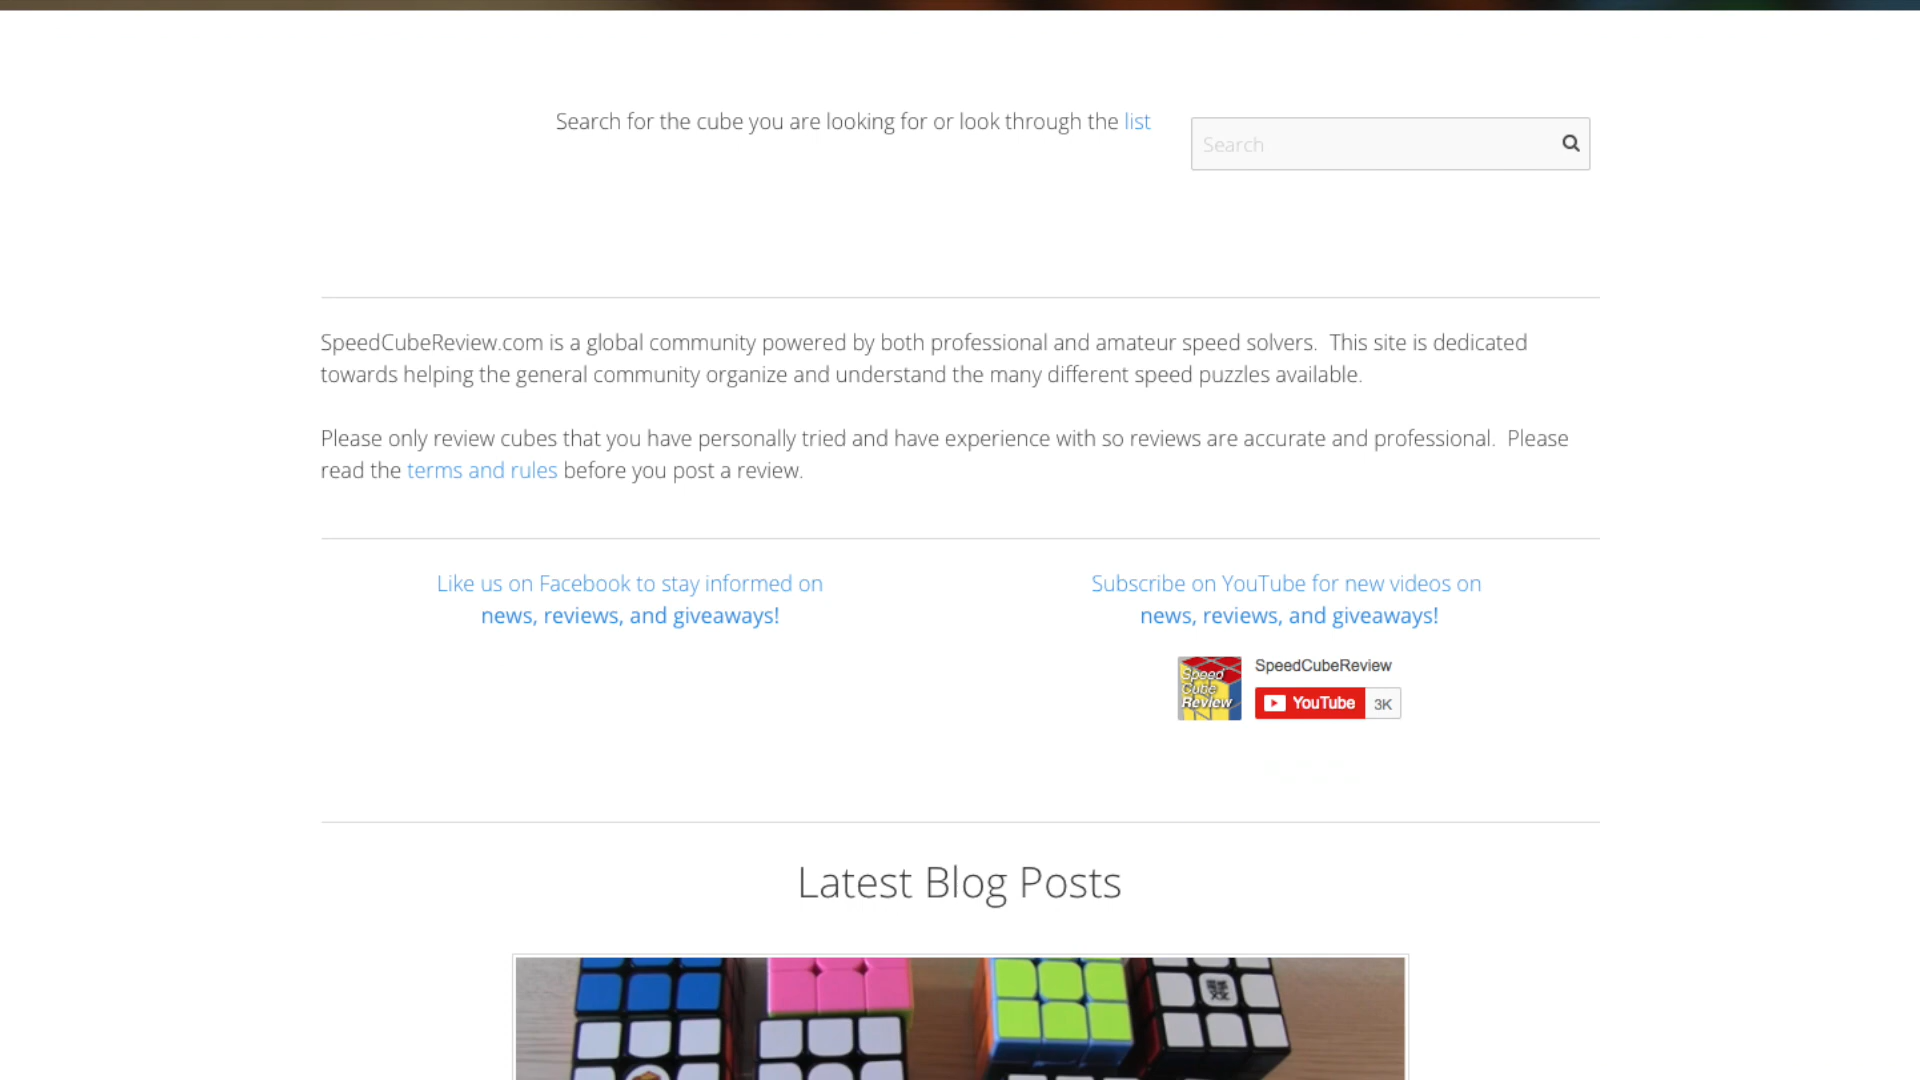 Search for the cube you are looking for or look through the list
Search
SpeedCubeReview.com is a global community powered by both professional and amateur speed solvers.  This site is dedicated
towards helping the general community organize and understand the many different speed puzzles available.
Please only review cubes that you have personally tried and have experience with so reviews are accurate and professional.  Please
read the terms and rules before you post a review.
Like us on Facebook to stay informed on
news, reviews, and giveaways!
Subscribe on YouTube for new videos on
news, reviews, and giveaways!
Speed
Cube
Review
SpeedCubeReview
YouTube 3K
Latest Blog Posts